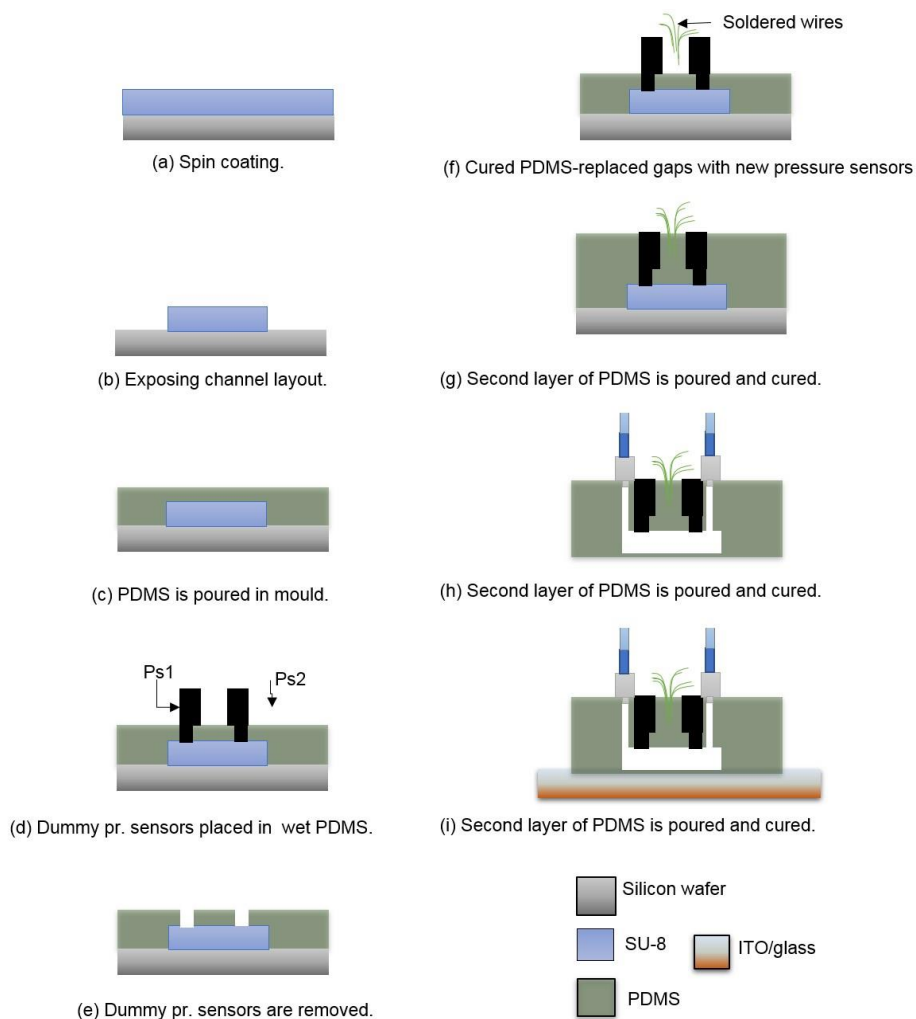 (a) Spin coating.
(b) Exposing channel layout.
(c) PDMS is poured in mould.
Ps1
Ps2
(d) Dummy pr. sensors placed in wet PDMS.
(e) Dummy pr. sensors are removed.
Soldered wires
(f) Cured PDMS-replaced gaps with new pressure sensors
(g) Second layer of PDMS is poured and cured.
(h) Second layer of PDMS is poured and cured.
(i) Second layer of PDMS is poured and cured.
Silicon wafer
SU-8
ITO/glass
PDMS